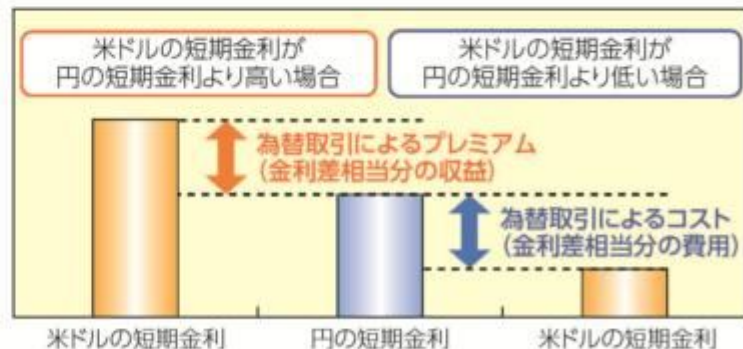 米ドルの短期金利が
円の短期金利より高い場合
米ドルの短期金利が
円の短期金利より低い場合
為替取引によるプレミアム
(金利差相当分の収益)
為替取引によるコスト
(金利差相当分の費用)
米ドルの短期金利
円の短期金利
米ドルの短期金利